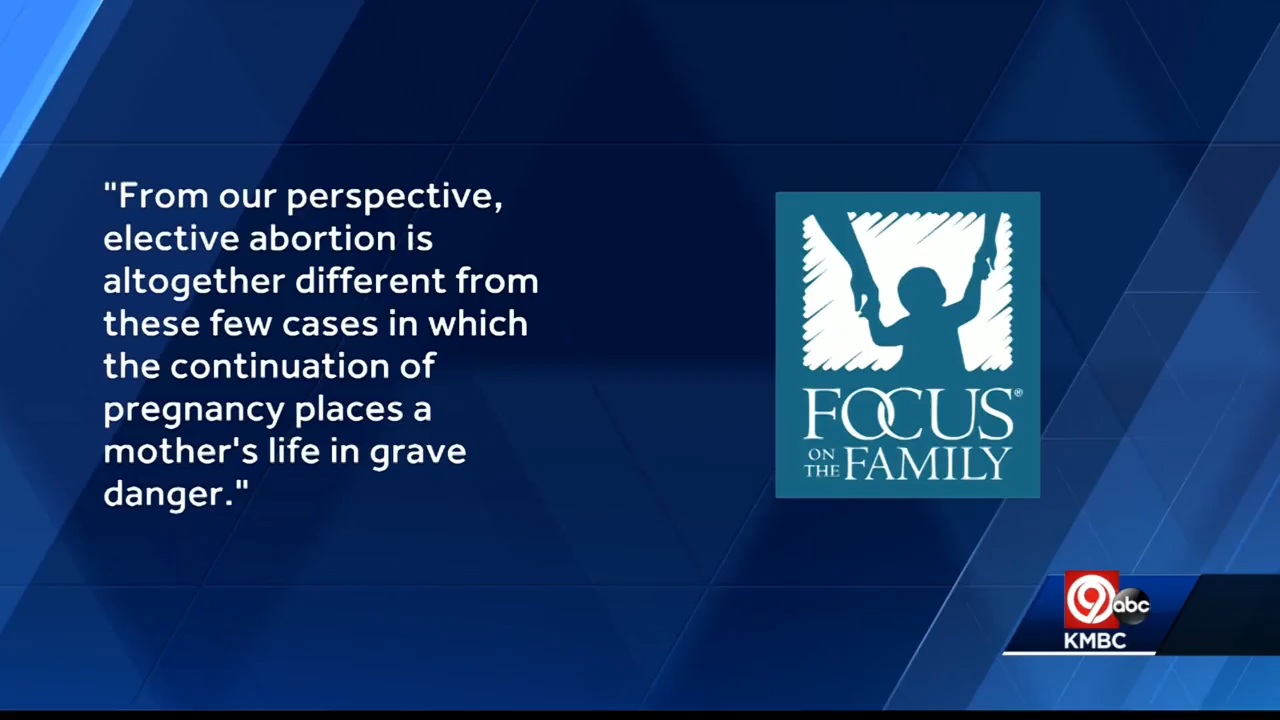 "From our perspective,
elective abortion is
altogether different from
these few cases in which
the continuation of
pregnancy places a
mother's life in grave
danger."
FOCUS®
ON THE FAMILY
9 abc
KMBC